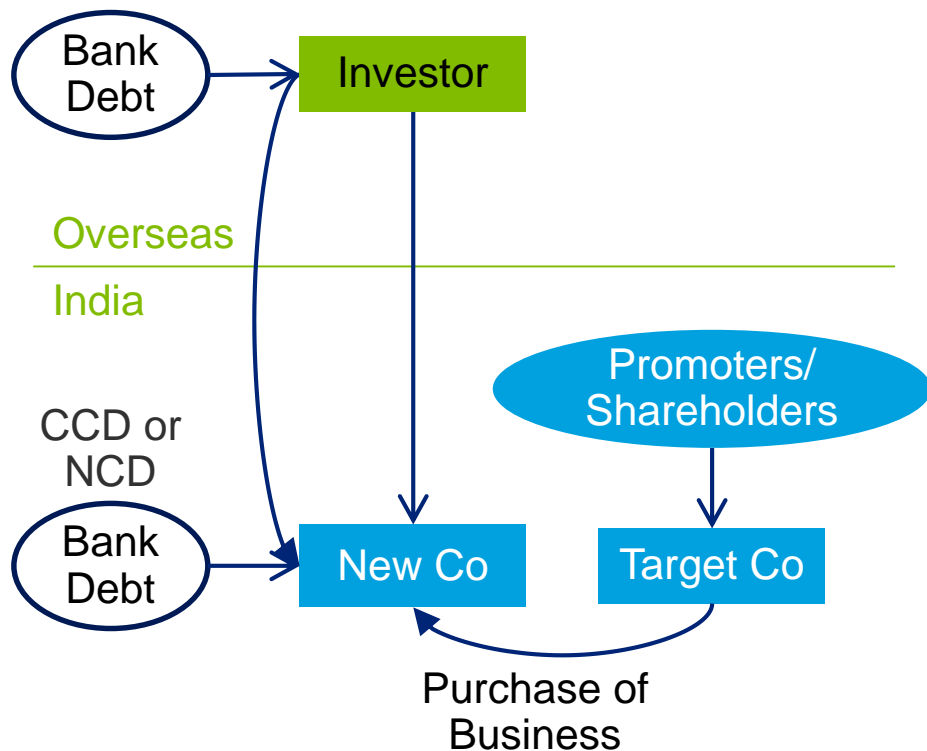 Bank
Debt
Investor
Overseas
India
Promoters/
Shareholders
CCD or
NCD
Bank
Debt
New Co
Target Co
Purchase of
Business